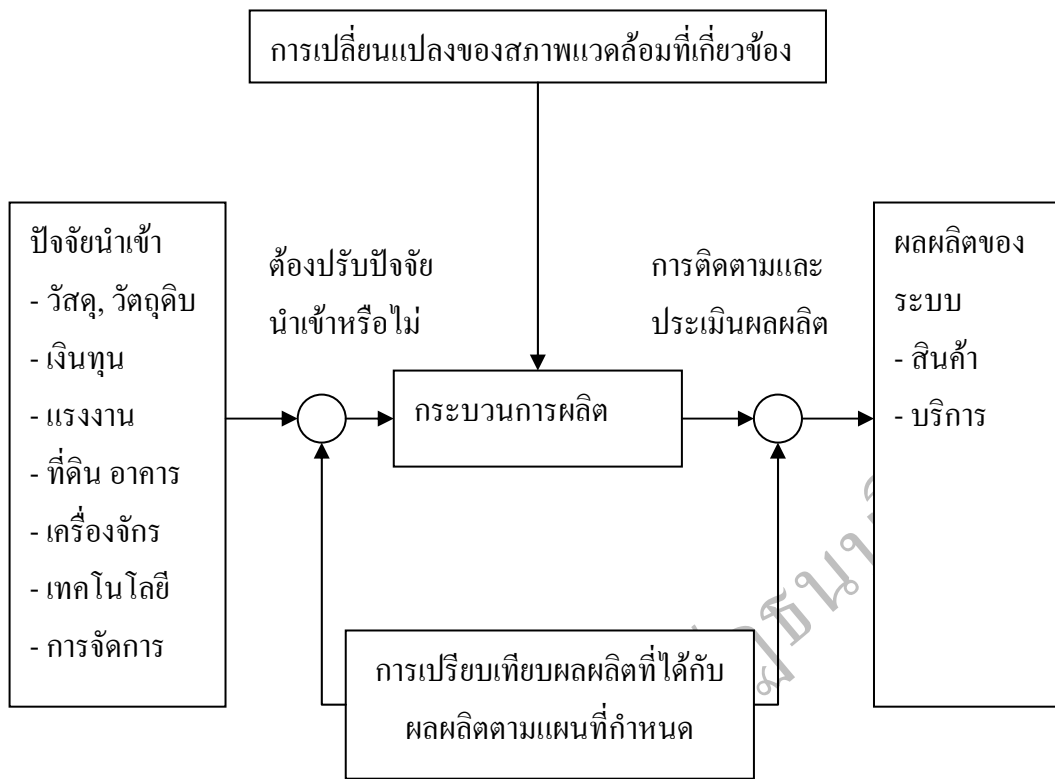 การเปลี่ยนแปลงของสภาพแวดล้อมที่เกี่ยวข้อง
ปัจจัยนำเข้า
- วัสดุ, วัตถุดิบ
- เงินทุน
- แรงงาน
- ที่ดิน อาคาร
- เครื่องจักร
- เทคโนโลยี
- การจัดการ
ต้องปรับปัจจัย
นำเข้าหรือไม่
กระบวนการผลิต
การติดตามและ
ประเมินผลผลิต
ผลผลิตของ
ระบบ
- สินค้า
- บริการ
การเปรียบเทียบผลผลิตที่ได้กับ
ผลผลิตตามแผนที่กำหนด